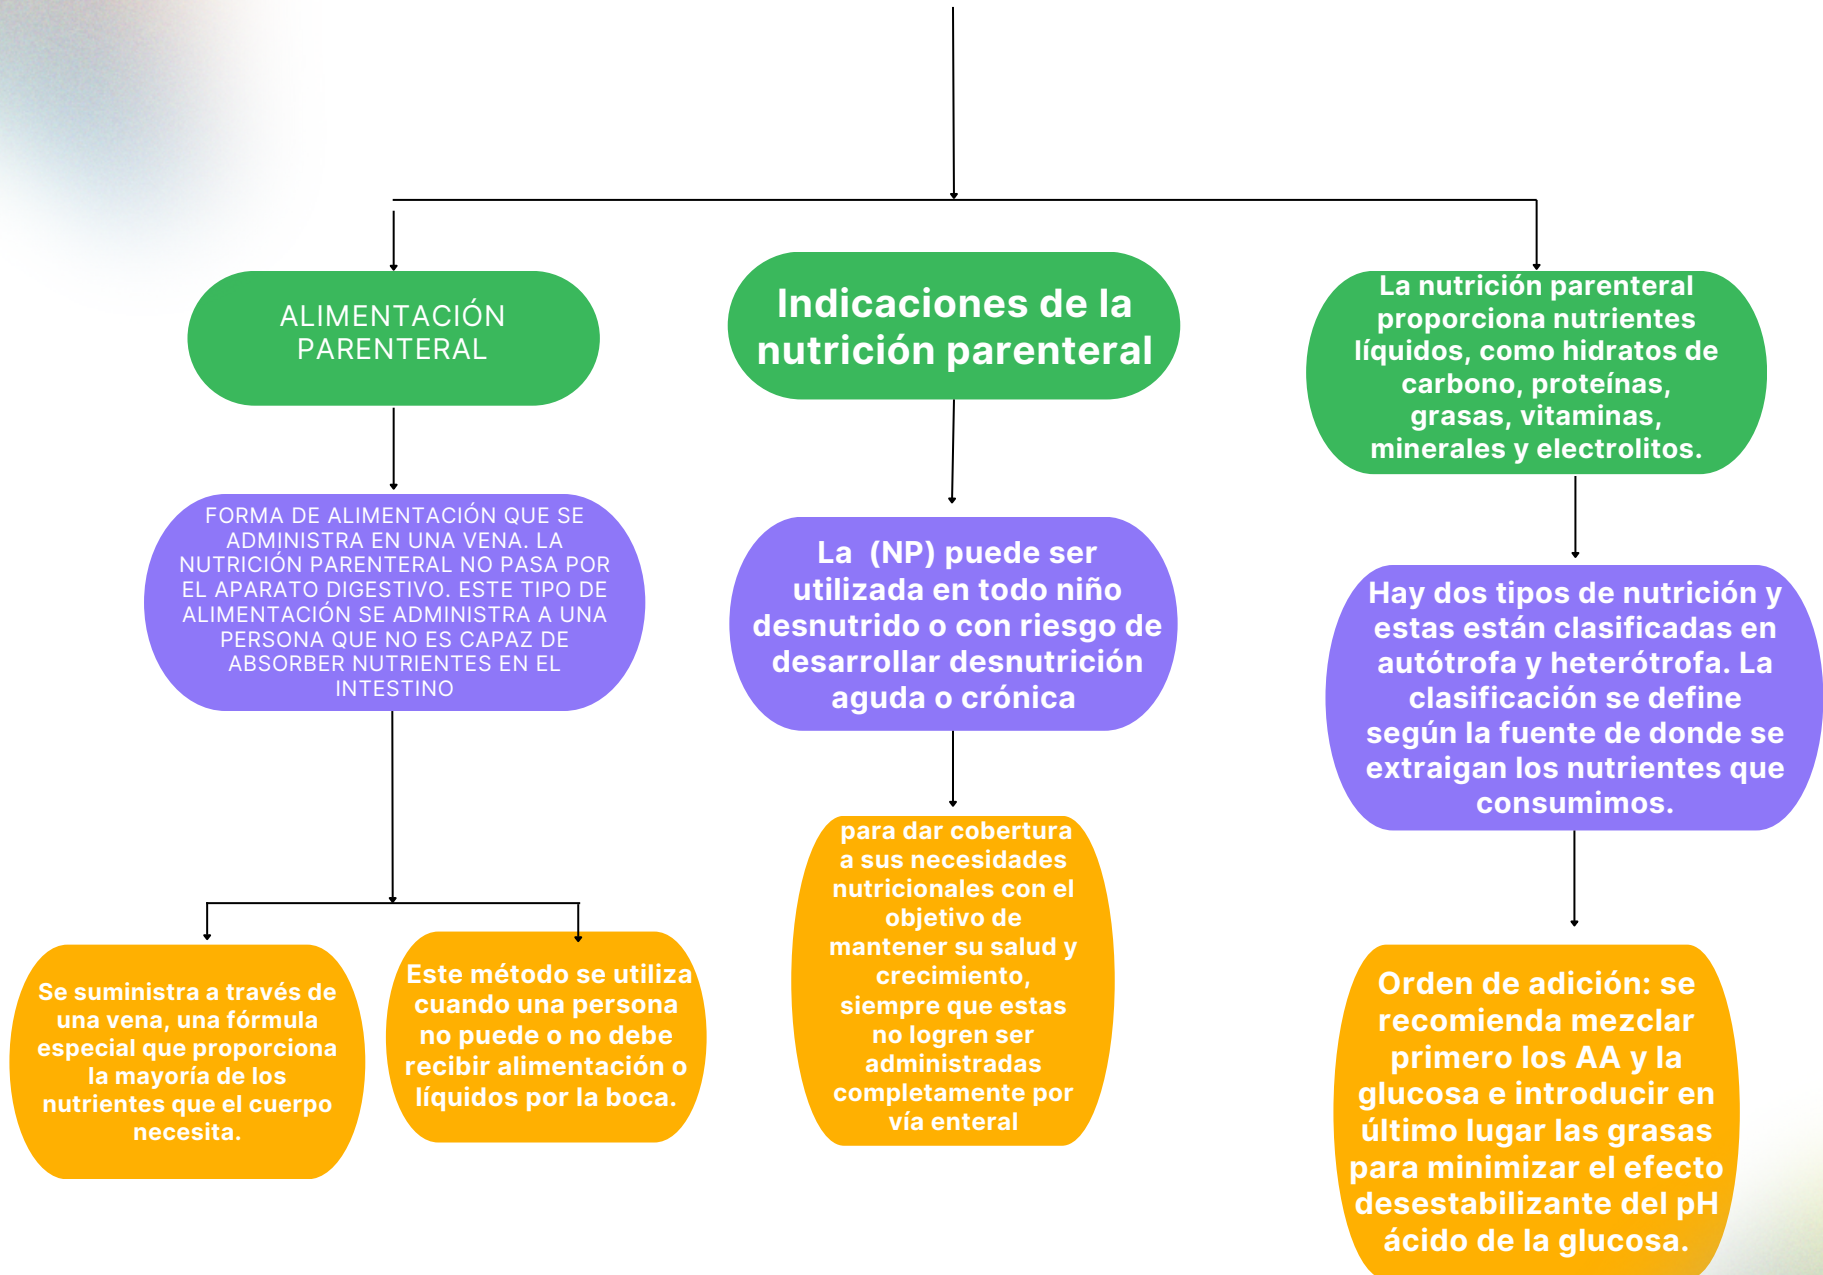 ALIMENTACIÓN
PARENTERAL
FORMA DE ALIMENTACIÓN QUE SE
ADMINISTRA EN UNA VENA. LA
NUTRICIÓN PARENTERAL NO PASA POR
EL APARATO DIGESTIVO. ESTE TIPO DE
ALIMENTACIÓN SE ADMINISTRA A UNA
PERSONA QUE NO ES CAPAZ DE
ABSORBER NUTRIENTES EN EL
INTESTINO
Se suministra a través de
una vena, una fórmula
especial que proporciona
la mayoría de los
nutrientes que el cuerpo
necesita.
Este método se utiliza
cuando una persona
no puede o no debe
recibir alimentación o
líquidos por la boca.
Indicaciones de la
nutrición parenteral
La (NP) puede ser
utilizada en todo niño
desnutrido o con riesgo de
desarrollar desnutrición
aguda o crónica
para dar cobertura
a sus necesidades
nutricionales con el
objetivo de
mantener su salud y
crecimiento,
siempre que estas
no logren ser
administradas
completamente por
vía enteral
La nutrición parenteral
proporciona nutrientes
líquidos, como hidratos de
carbono, proteínas,
grasas, vitaminas,
minerales y electrolitos.
Hay dos tipos de nutrición y
estas están clasificadas en
autótrofa y heterótrofa. La
clasificación se define
según la fuente de donde se
extraigan los nutrientes que
consumimos.
Orden de adición: se
recomienda mezclar
primero los AA y la
glucosa e introducir en
último lugar las grasas
para minimizar el efecto
desestabilizante del pH
ácido de la glucosa.